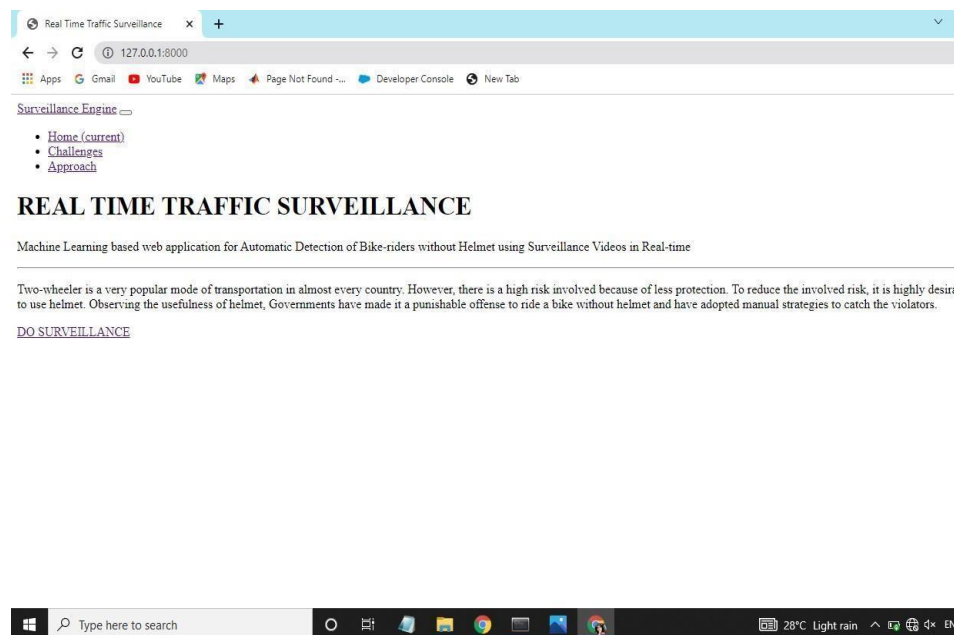 Real Time Traffic Surveillance
127.0.0.1:8000
Apps Gmail YouTube Maps Page Not Found -... Developer Console New Tab
Surveillance Engine
Home (current)
Challenges
Approach
REAL TIME TRAFFIC SURVEILLANCE
Machine Learning based web application for Automatic Detection of Bike-riders without Helmet using Surveillance Videos in Real-time
Two-wheeler is a very popular mode of transportation in almost every country. However, there is a high risk involved because of less protection. To reduce the involved risk, it is highly desira
to use helmet. Observing the usefulness of helmet, Governments have made it a punishable offense to ride a bike without helmet and have adopted manual strategies to catch the violators.
DO SURVEILLANCE
Type here to search 28°C Light rain EN